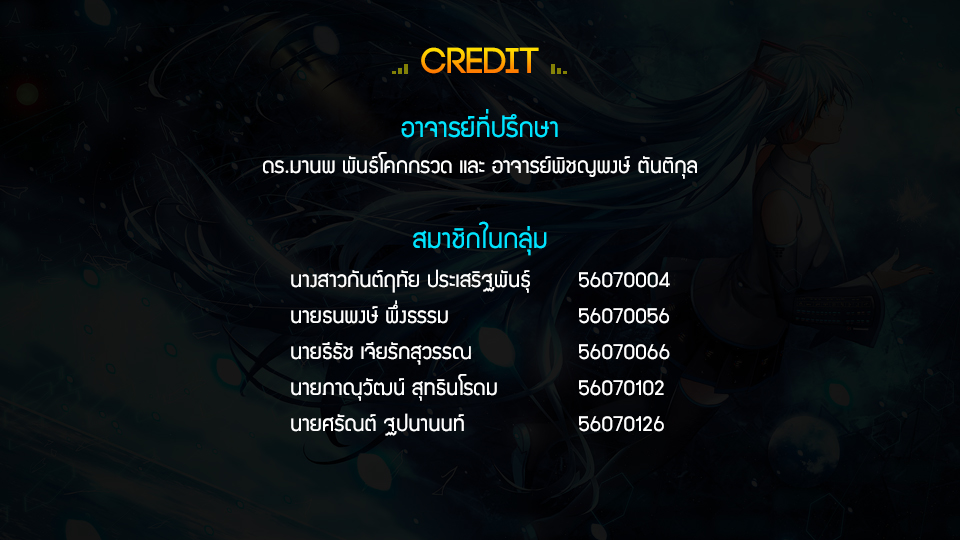 CREDIT
อาจารย์ที่ปรึกษา
ดร.มานพ พันธ์โคกกรวด และ อาจารย์พิชญพงษ์ ตันติกุล
สมาชิกในกลุ่ม
นางสาวกันต์ฤทัย ประเสริฐพันธุ์ 56070004
นายธนพงษ์ พึ่งธรรม 56070056
นายธีรัช เจียรักสุวรรณ 56070066
นายภาณุวัฒน์ สุทธินโรดม 56070102
นายศรัณต์ ฐปนานนท์ 56070126